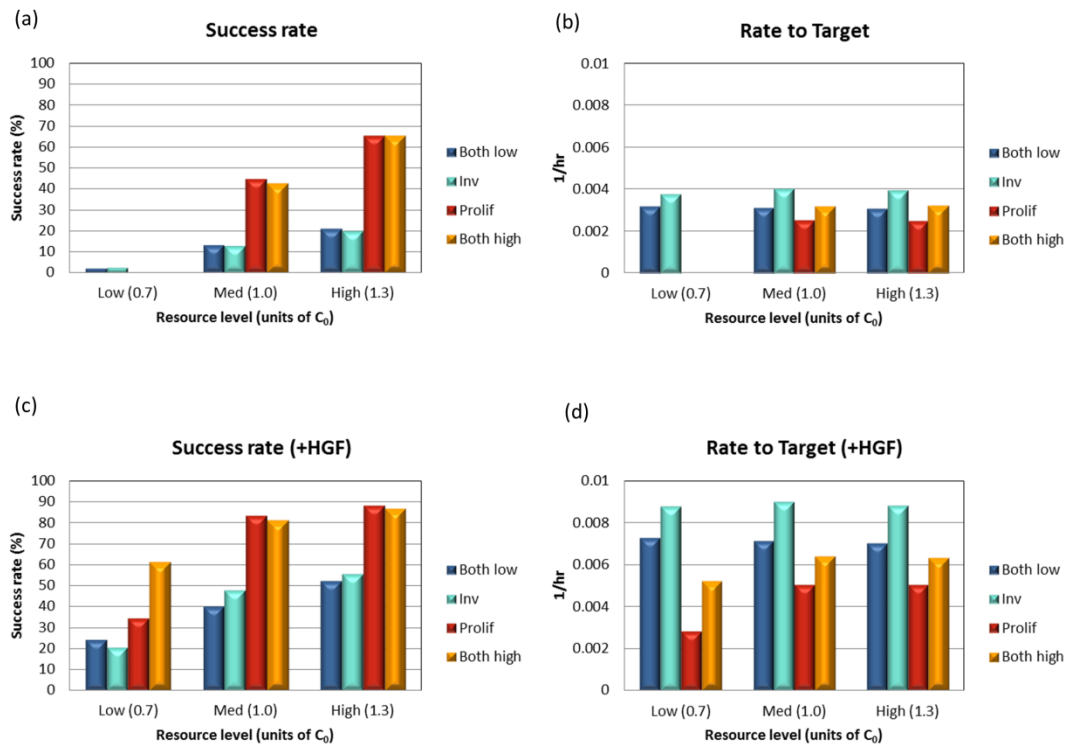 (a)
Success rate
100
90
80
70
60
50
40
30
20
10
0
Success rate (%)
Low (0.7) Med (1.0) High (1.3)
Resource level (units of C₀)
Both low
Inv
Prolif
Both high
(b)
Rate to Target
0.01
0.008
0.006
0.004
0.002
0
1/hr
Low (0.7) Med (1.0) High (1.3)
Resource level (units of C₀)
Both low
Inv
Prolif
Both high
(c)
Success rate (+HGF)
100
90
80
70
60
50
40
30
20
10
0
Success rate (%)
Low (0.7) Med (1.0) High (1.3)
Resource level (units of C₀)
Both low
Inv
Prolif
Both high
(d)
Rate to Target (+HGF)
0.01
0.008
0.006
0.004
0.002
0
1/hr
Low (0.7) Med (1.0) High (1.3)
Resource level (units of C₀)
Both low
Inv
Prolif
Both high